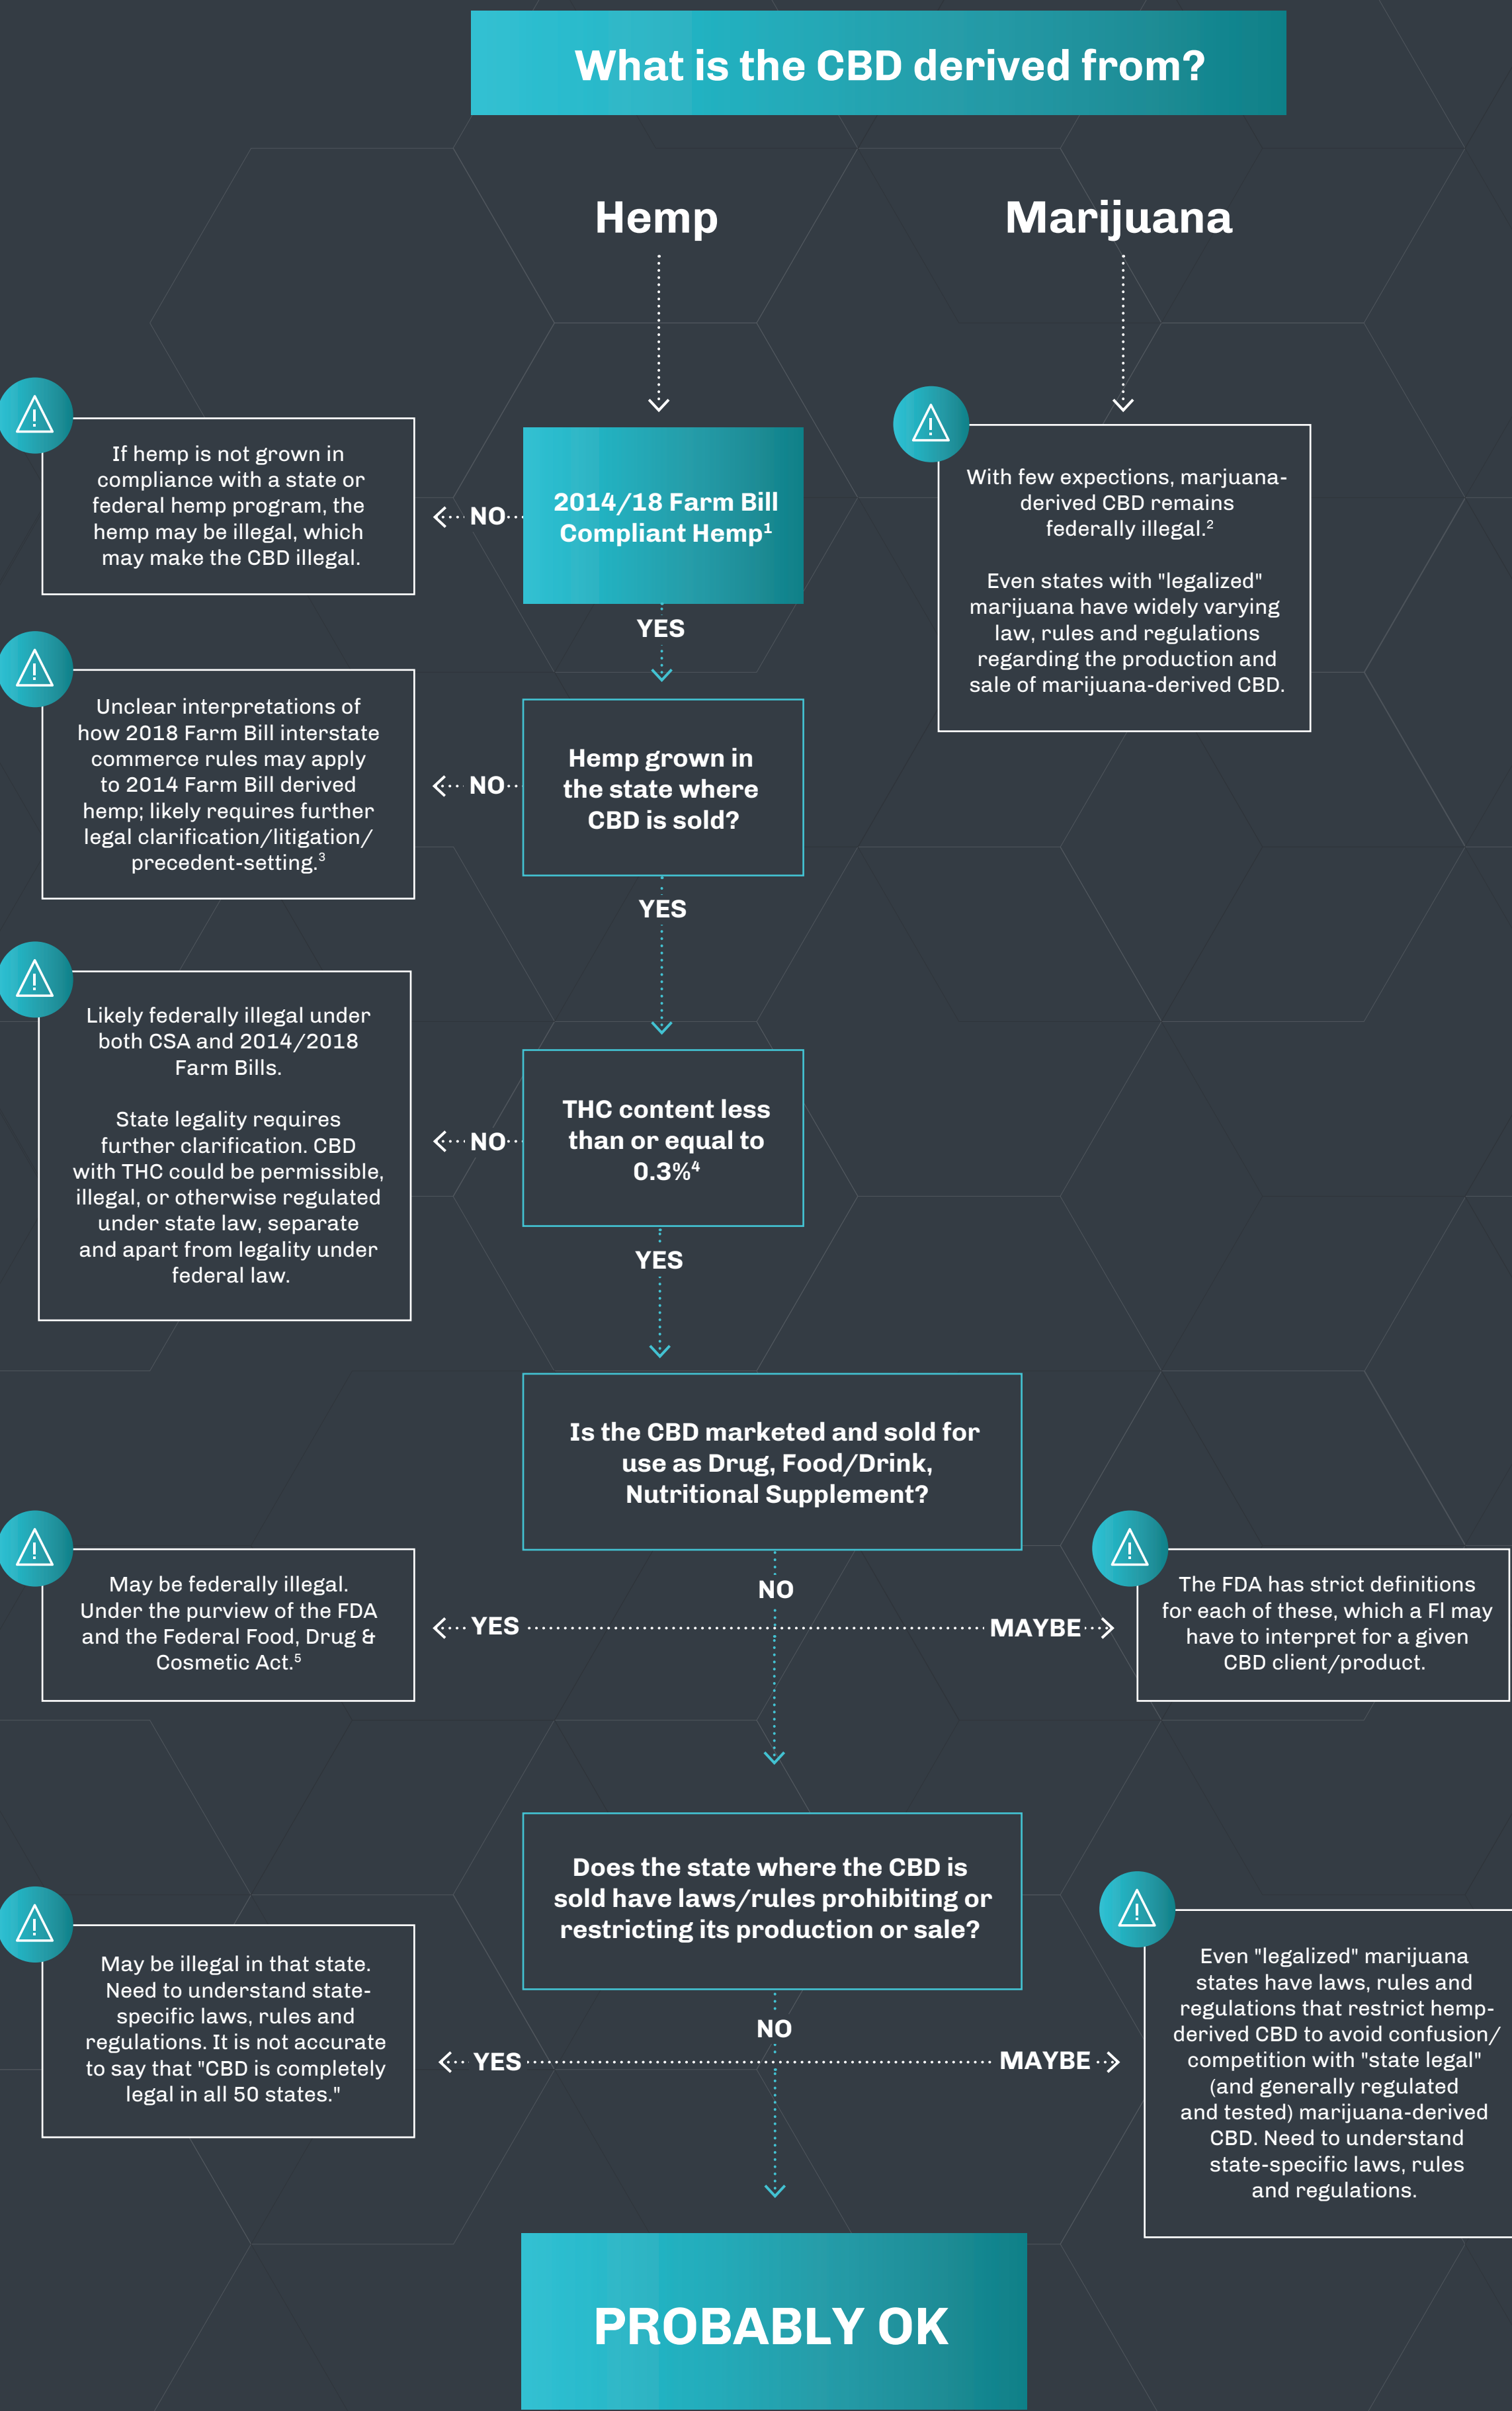 What is the CBD derived from?
Hemp
Marijuana
If hemp is not grown in
compliance with a state or
federal hemp program, the
hemp may be illegal, which
may make the CBD illegal.
NO
2014/18 Farm Bill
Compliant Hemp¹
With few expections, marjuana-
derived CBD remains
federally illegal.²
Even states with "legalized"
marijuana have widely varying
law, rules and regulations
regarding the production and
sale of marijuana-derived CBD.
YES
Unclear interpretations of
how 2018 Farm Bill interstate
commerce rules may apply
to 2014 Farm Bill derived
hemp; likely requires further
legal clarification/litigation/
precedent-setting.³
NO
Hemp grown in
the state where
CBD is sold?
YES
Likely federally illegal under
both CSA and 2014/2018
Farm Bills.
State legality requires
further clarification. CBD
with THC could be permissible,
illegal, or otherwise regulated
under state law, separate
and apart from legality under
federal law.
NO
THC content less
than or equal to
0.3%⁴
YES
Is the CBD marketed and sold for
use as Drug, Food/Drink,
Nutritional Supplement?
May be federally illegal.
Under the purview of the FDA
and the Federal Food, Drug &
Cosmetic Act.⁵
YES
NO
MAYBE
The FDA has strict definitions
for each of these, which a FI may
have to interpret for a given
CBD client/product.
Does the state where the CBD is
sold have laws/rules prohibiting or
restricting its production or sale?
May be illegal in that state.
Need to understand state-
specific laws, rules and
regulations. It is not accurate
to say that "CBD is completely
legal in all 50 states."
YES
NO
MAYBE
Even "legalized" marijuana
states have laws, rules and
regulations that restrict hemp-
derived CBD to avoid confusion/
competition with "state legal"
(and generally regulated
and tested) marijuana-derived
CBD. Need to understand
state-specific laws, rules
and regulations.
PROBABLY OK